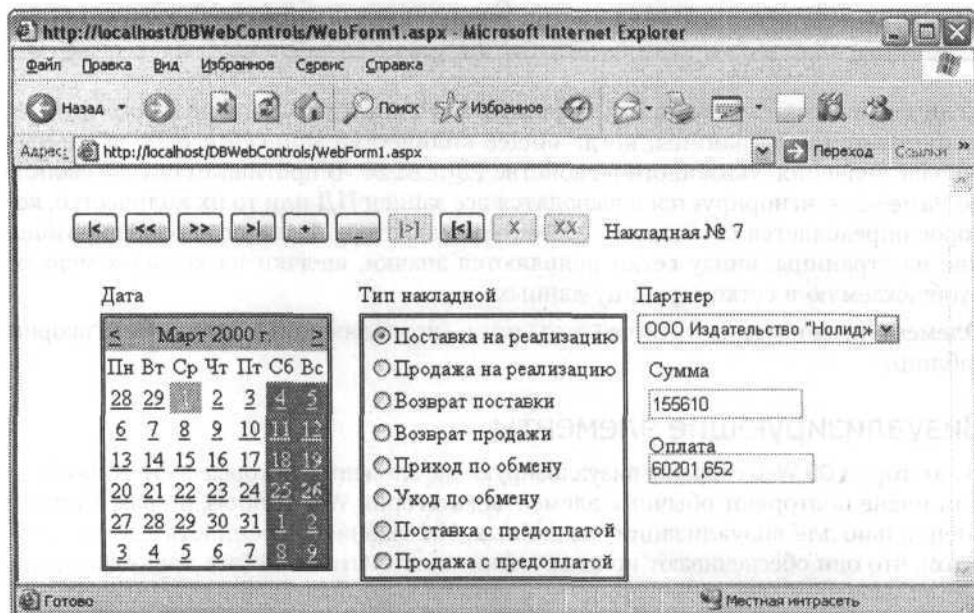 http://localhost/DBWebControls/WebForm1.aspx - Microsoft Internet Explorer
Файл Правка Вид Избранное Сервис Справка
Назад Поиск Избранное
Адрес: http://localhost/DBWebControls/WebForm1.aspx Переход Ссылки »
|< << >> >| + _ [>] [<] X XX Накладная № 7
Дата Тип накладной Партнер
< Март 2000 г. >
Пн Вт Ср Чт Пт Сб Вс
28 29 1 2 3 4 5
6 7 8 9 10 11 12
13 14 15 16 17 18 19
20 21 22 23 24 25 26
27 28 29 30 31 1 2
3 4 5 6 7 8 9
Поставка на реализацию
Продажа на реализацию
Возврат поставки
Возврат продажи
Приход по обмену
Уход по обмену
Поставка с предоплатой
Продажа с предоплатой
ООО Издательство "Нолидж
Сумма
155610
Оплата
60201,652
Готово Местная интрасеть